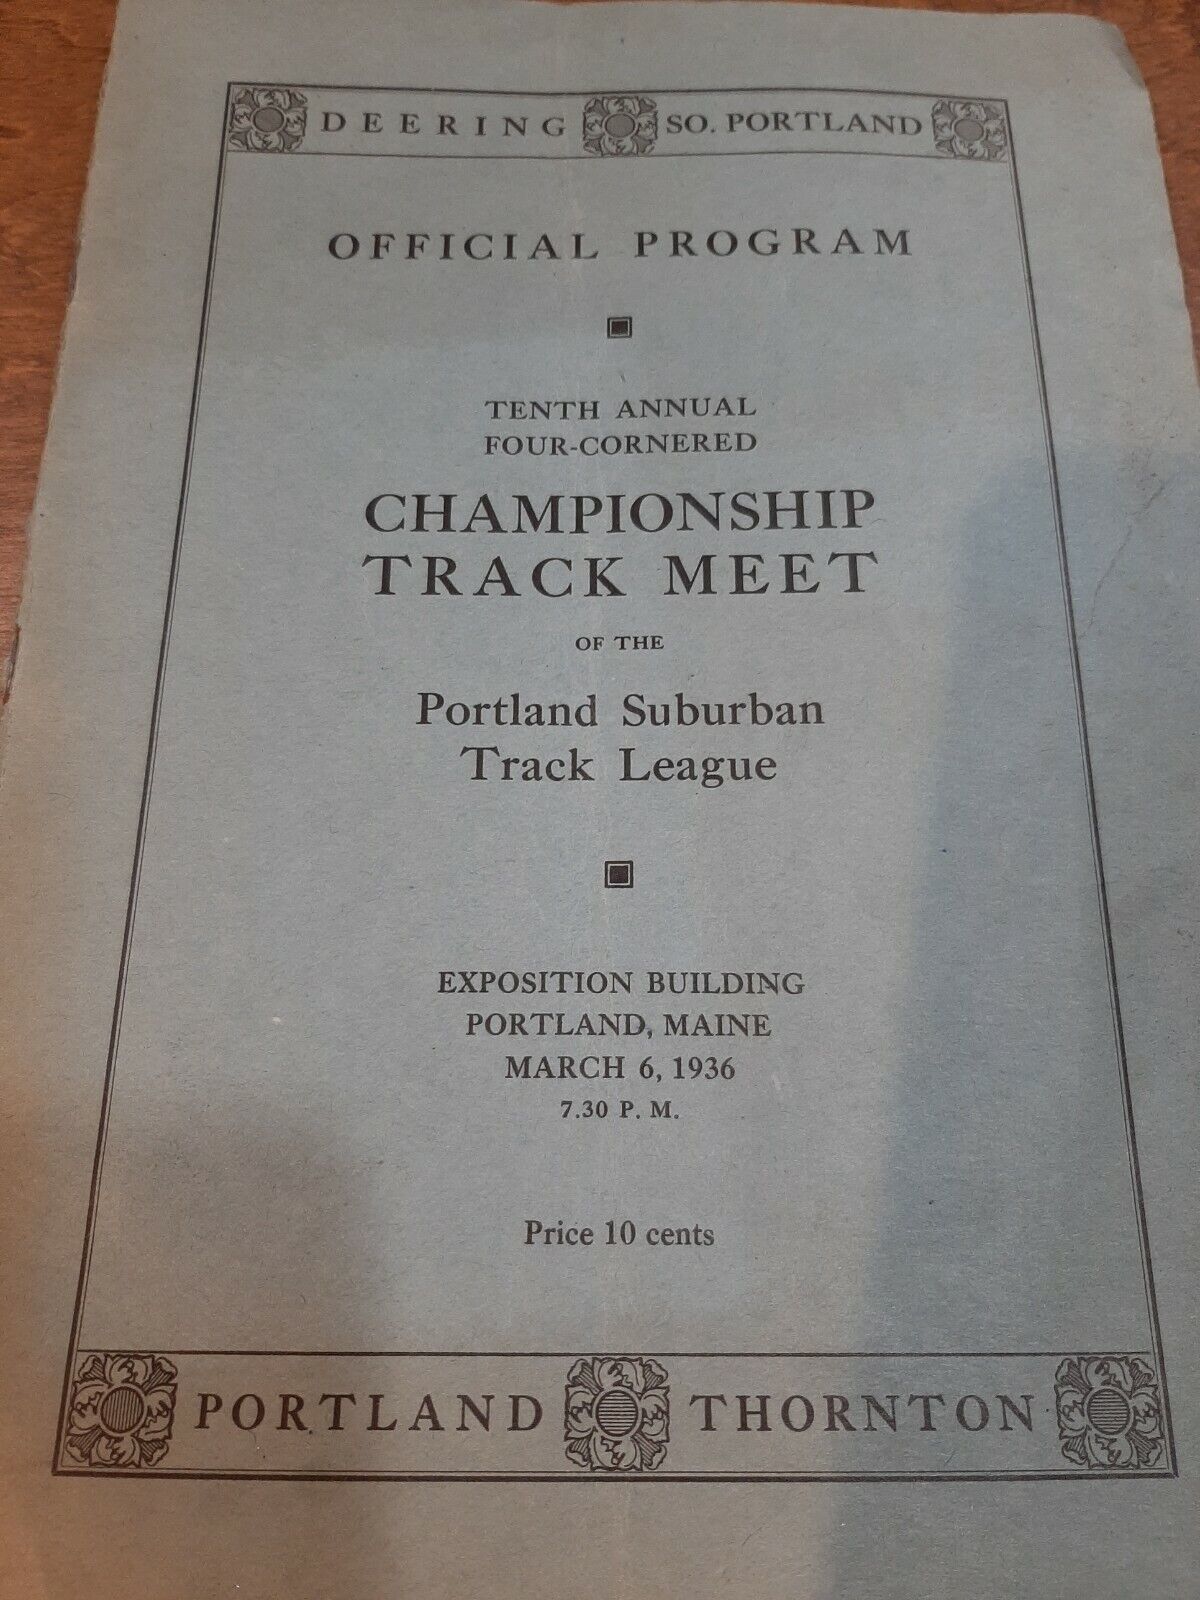 DEERING SO. PORTLAND
OFFICIAL PROGRAM
TENTH ANNUAL
FOUR-CORNERED
CHAMPIONSHIP
TRACK MEET
OF THE
Portland Suburban
Track League
EXPOSITION BUILDING
PORTLAND, MAINE
MARCH 6, 1936
7.30 P. M.
Price 10 cents
PORTLAND THORNTON